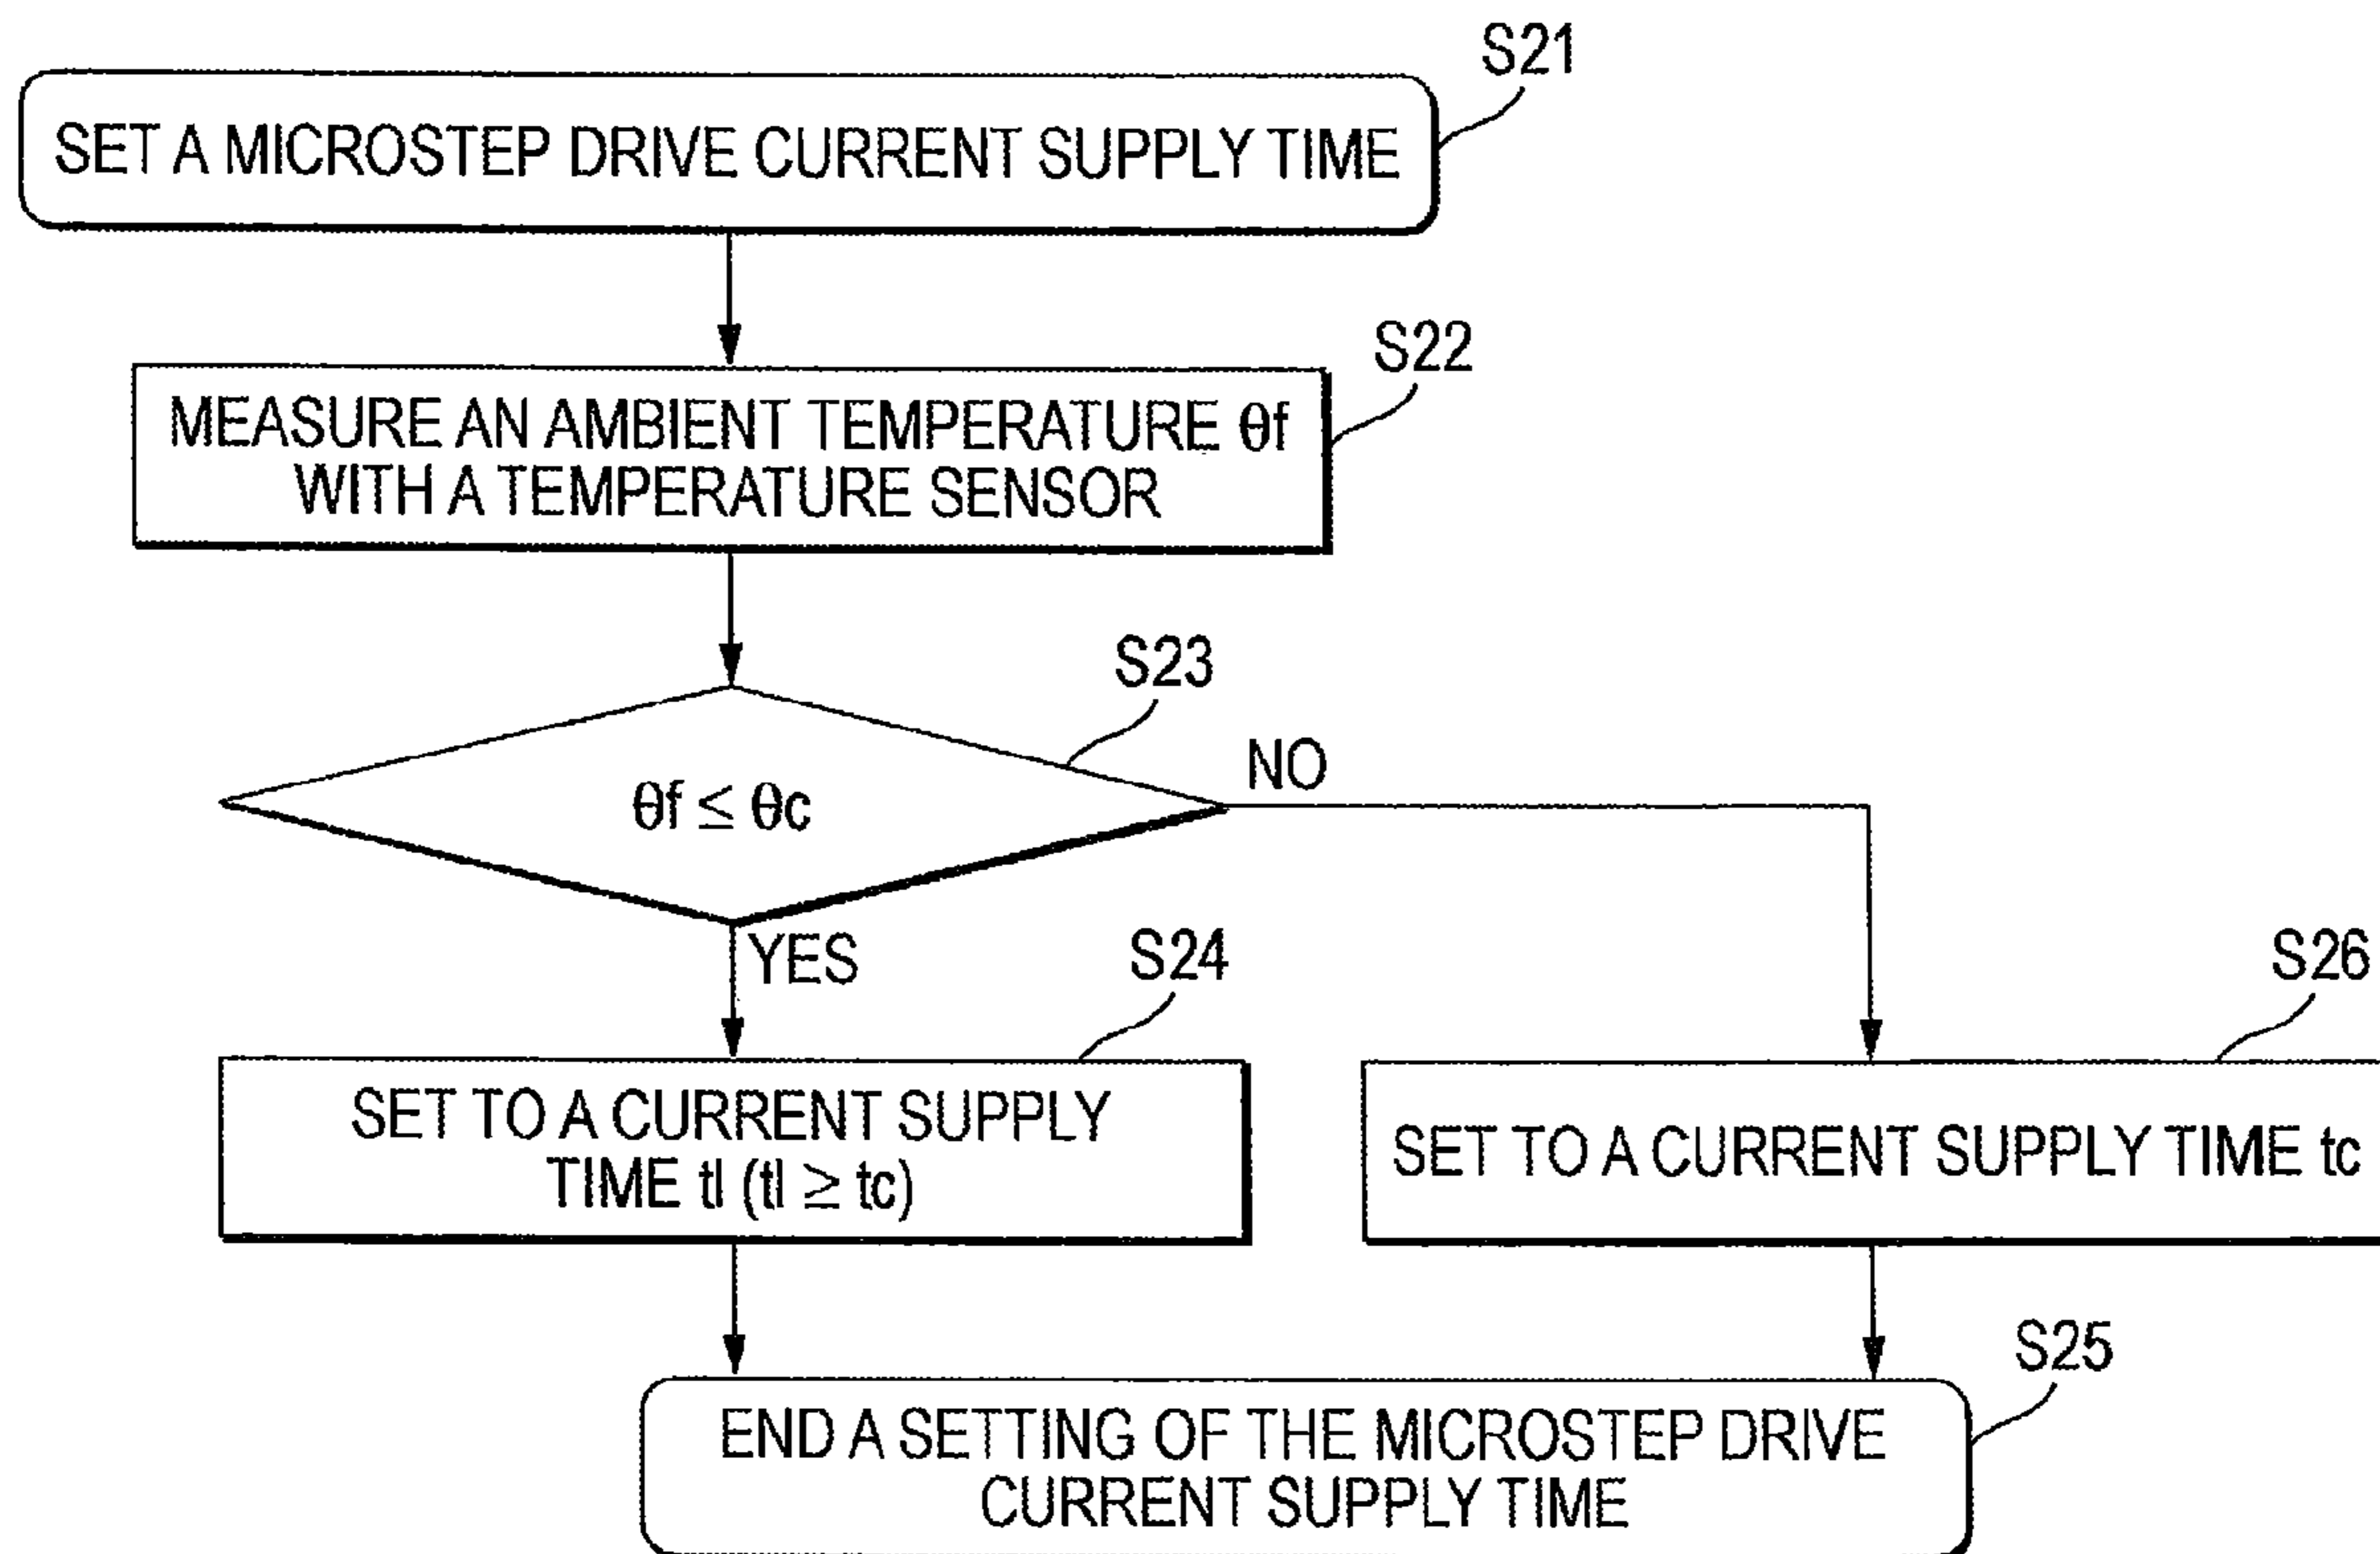 S21
SET A MICROSTEP DRIVE CURRENT SUPPLY TIME
S22
MEASURE AN AMBIENT TEMPERATURE θf
WITH A TEMPERATURE SENSOR
S23
θf ≤ θc
NO
YES
S24
SET TO A CURRENT SUPPLY
TIME tl (tl ≥ tc)
S26
SET TO A CURRENT SUPPLY TIME tc
S25
END A SETTING OF THE MICROSTEP DRIVE
CURRENT SUPPLY TIME